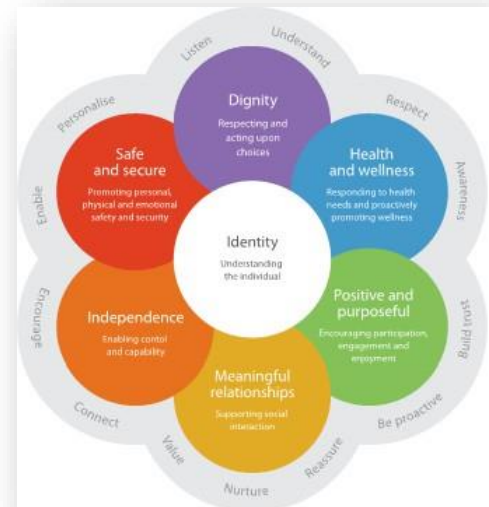 Listen
Understand
Personalise
Respect
Enable
Awareness
Encourage
Build trust
Connect
Be proactive
Value
Nurture
Reassure
Dignity
Respecting and
acting upon
choices
Safe
and secure
Promoting personal,
physical and emotional
safety and security
Health
and wellness
Responding to health
needs and proactively
promoting wellness
Identity
Understanding
the individual
Independence
Enabling contol
and capability
Positive and
purposeful
Encouraging participation,
engagement and
enjoyment
Meaningful
relationships
Supporting social
interaction